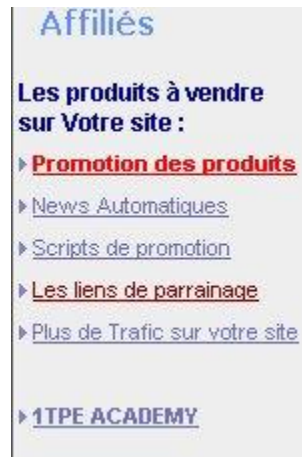 Affiliés
Les produits à vendre
sur Votre site :
Promotion des produits
News Automatiques
Scripts de promotion
Les liens de parrainage
Plus de Trafic sur votre site
1TPE ACADEMY